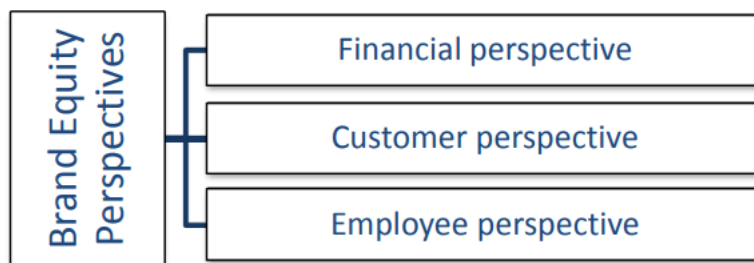 Brand Equity
Perspectives
Financial perspective
Customer perspective
Employee perspective